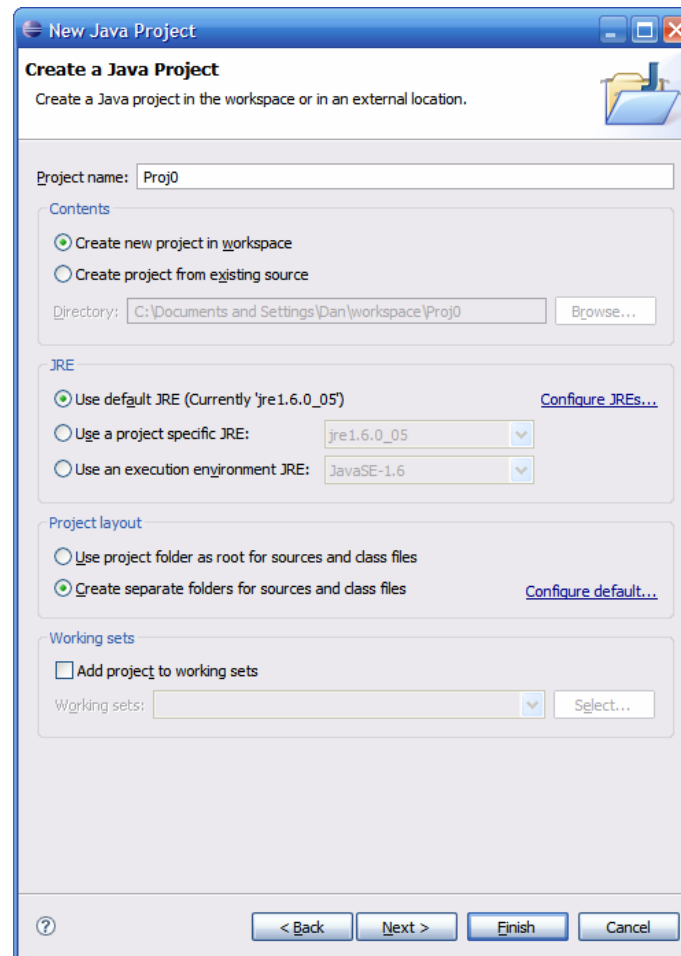 New Java Project
Create a Java Project
Create a Java project in the workspace or in an external location.
Project name: Proj0
Contents
Create new project in workspace
Create project from existing source
Directory: C:\Documents and Settings\Dan\workspace\Proj0 Browse...
JRE
Use default JRE (Currently 'jre1.6.0_05') Configure JREs...
Use a project specific JRE: jre1.6.0_05
Use an execution environment JRE: JavaSE-1.6
Project layout
Use project folder as root for sources and class files
Create separate folders for sources and class files Configure default...
Working sets
Add project to working sets
Working sets: Select...
? < Back Next > Finish Cancel